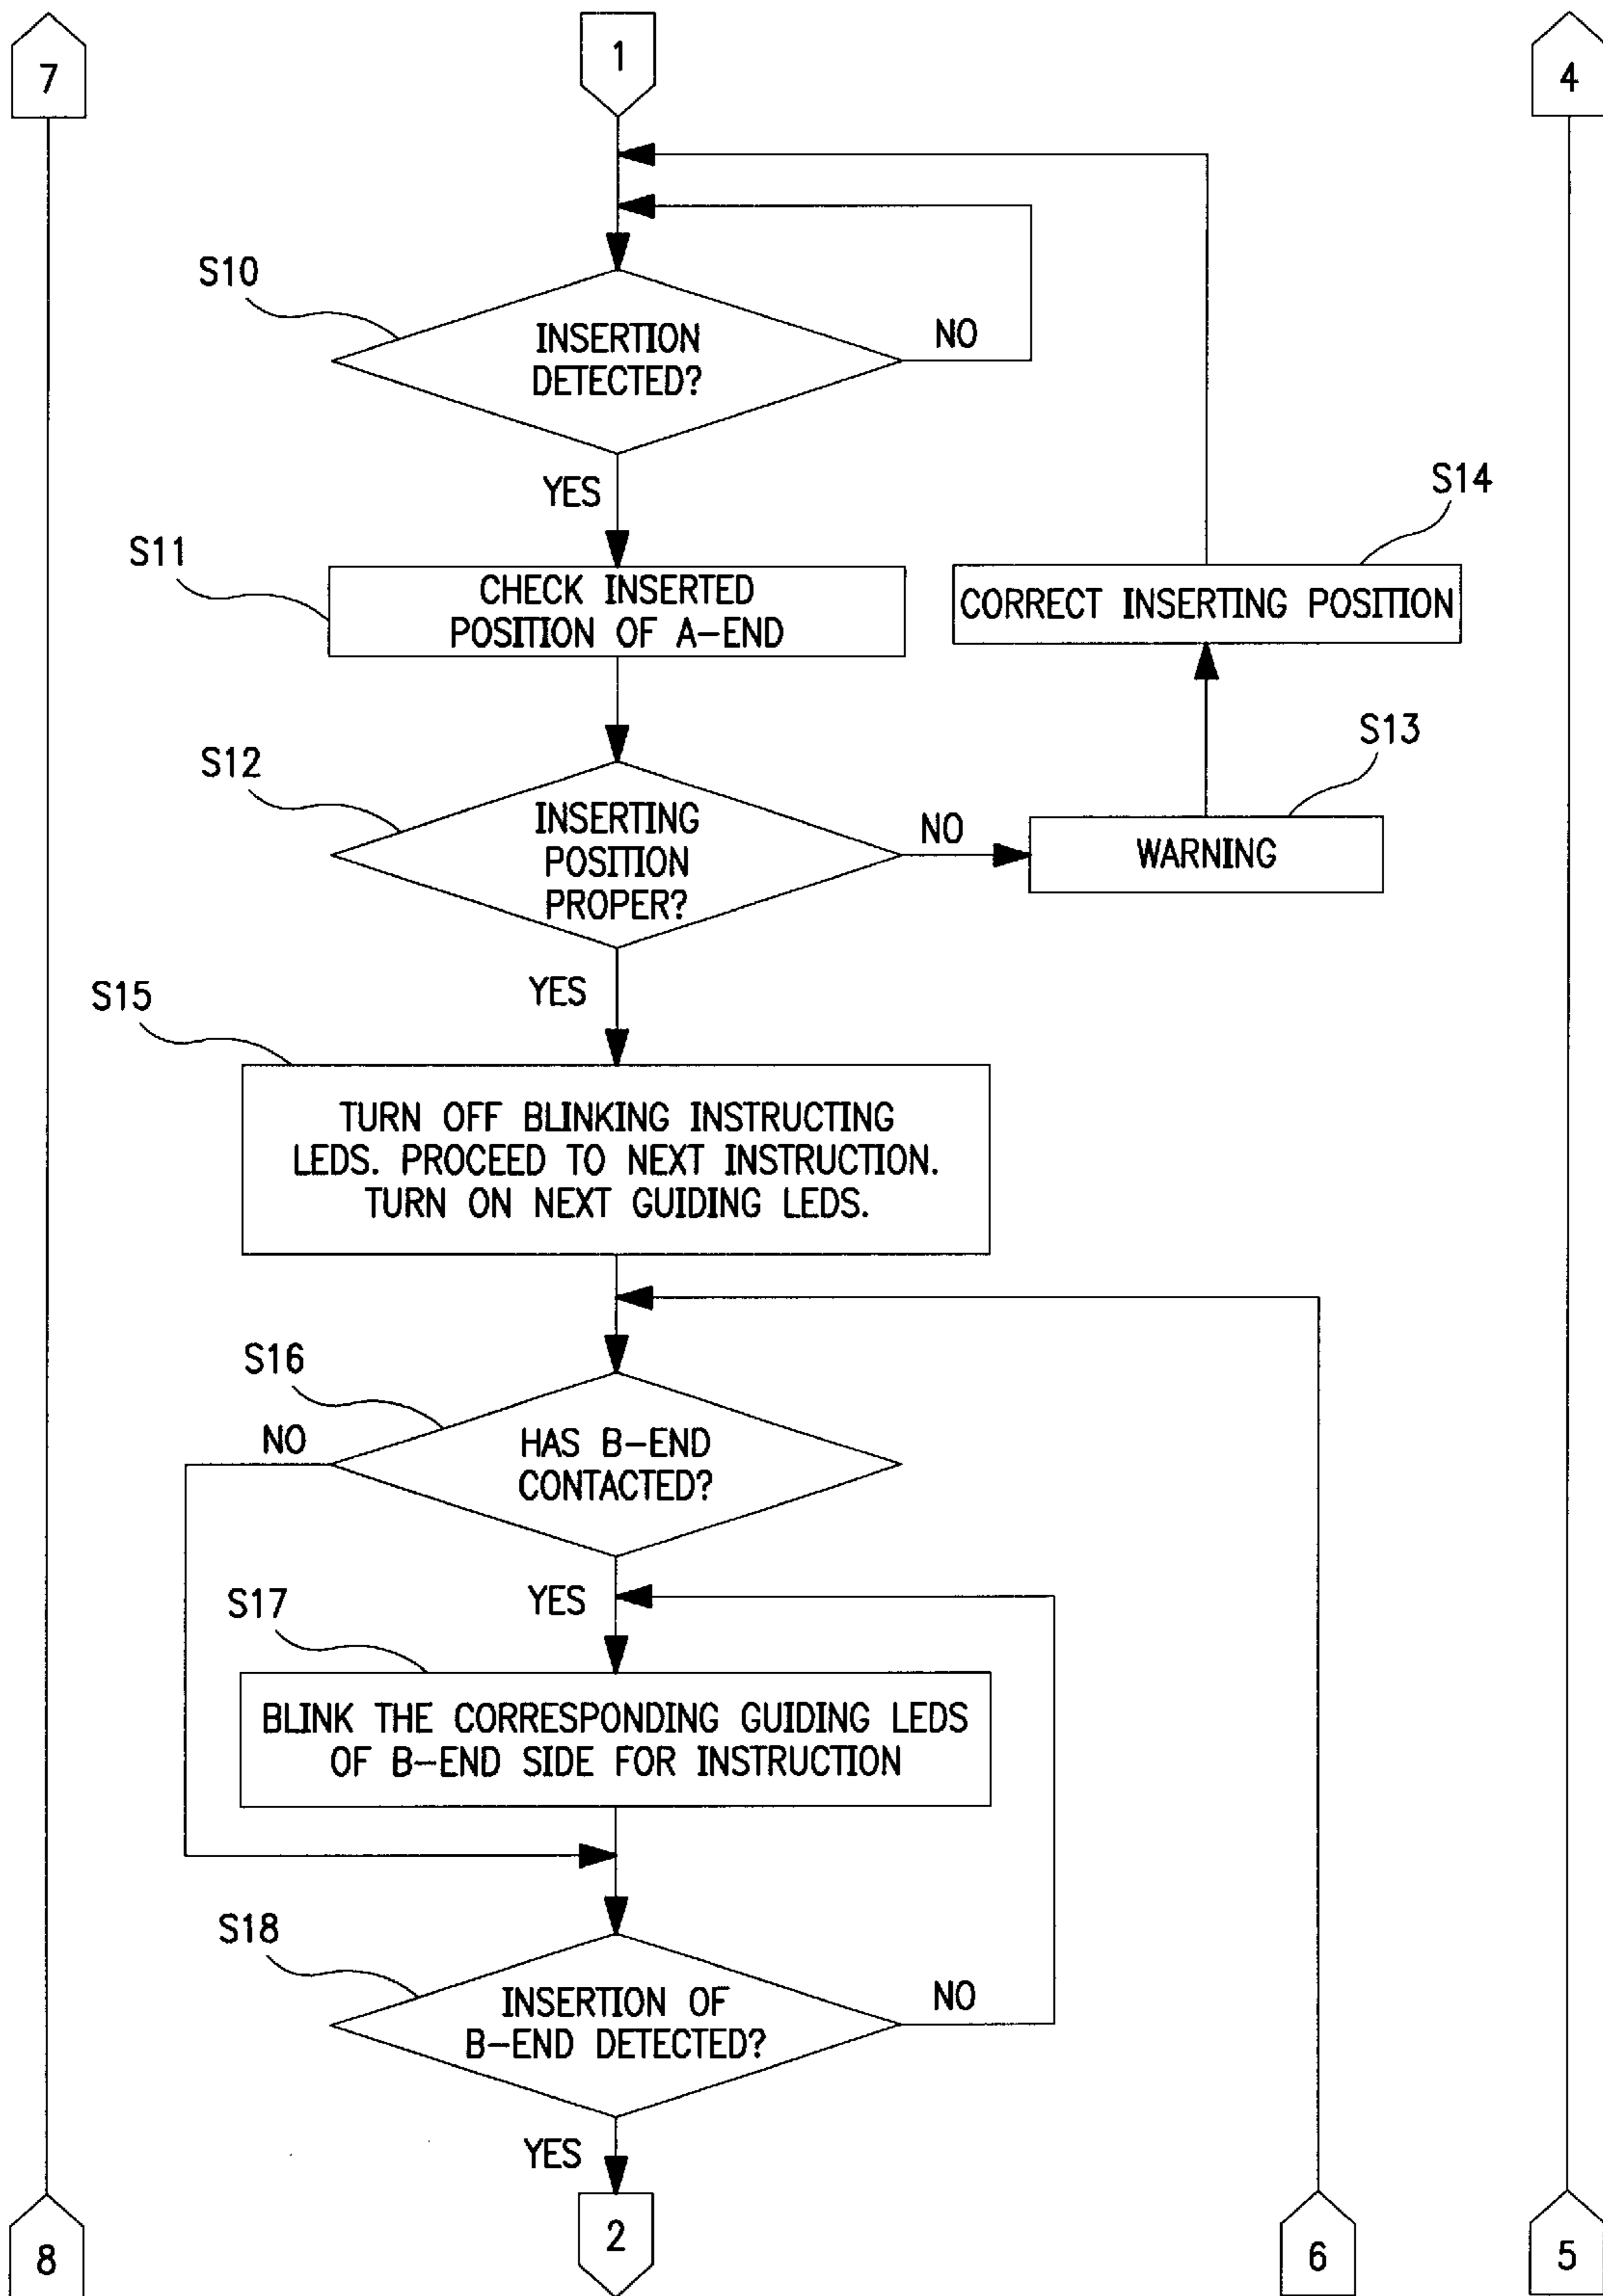 7
1
4
S10
INSERTION
DETECTED?
NO
YES
S14
S11
CHECK INSERTED
POSITION OF A-END
CORRECT INSERTING POSITION
S13
S12
INSERTING
POSITION
PROPER?
NO
WARNING
YES
S15
TURN OFF BLINKING INSTRUCTING
LEDS. PROCEED TO NEXT INSTRUCTION.
TURN ON NEXT GUIDING LEDS.
S16
NO
HAS B-END
CONTACTED?
YES
S17
BLINK THE CORRESPONDING GUIDING LEDS
OF B-END SIDE FOR INSTRUCTION
S18
INSERTION OF
B-END DETECTED?
NO
YES
8
2
6
5